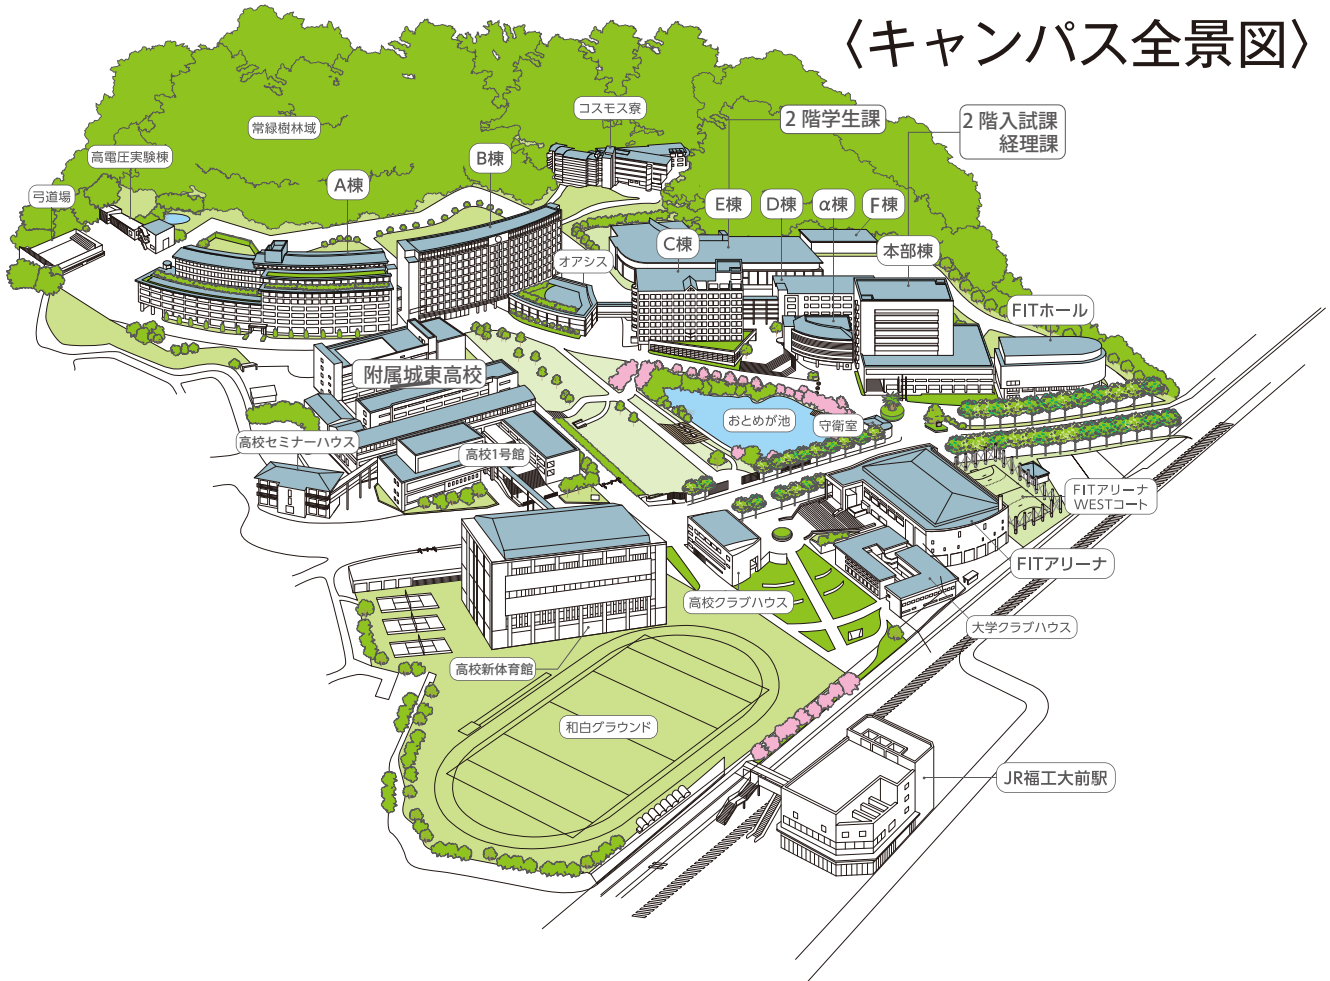 〈キャンパス全景図〉
コスモス寮
2階学生課
2階入試課
経理課
常緑樹林域
高電圧実験棟
B棟
A棟
弓道場
E棟
D棟
α棟
F棟
C棟
本部棟
オアシス
FITホール
附属城東高校
おとめが池
守衛室
高校セミナーハウス
高校1号館
FITアリーナ
WESTコート
FITアリーナ
高校クラブハウス
大学クラブハウス
高校新体育館
和白グラウンド
JR福工大前駅